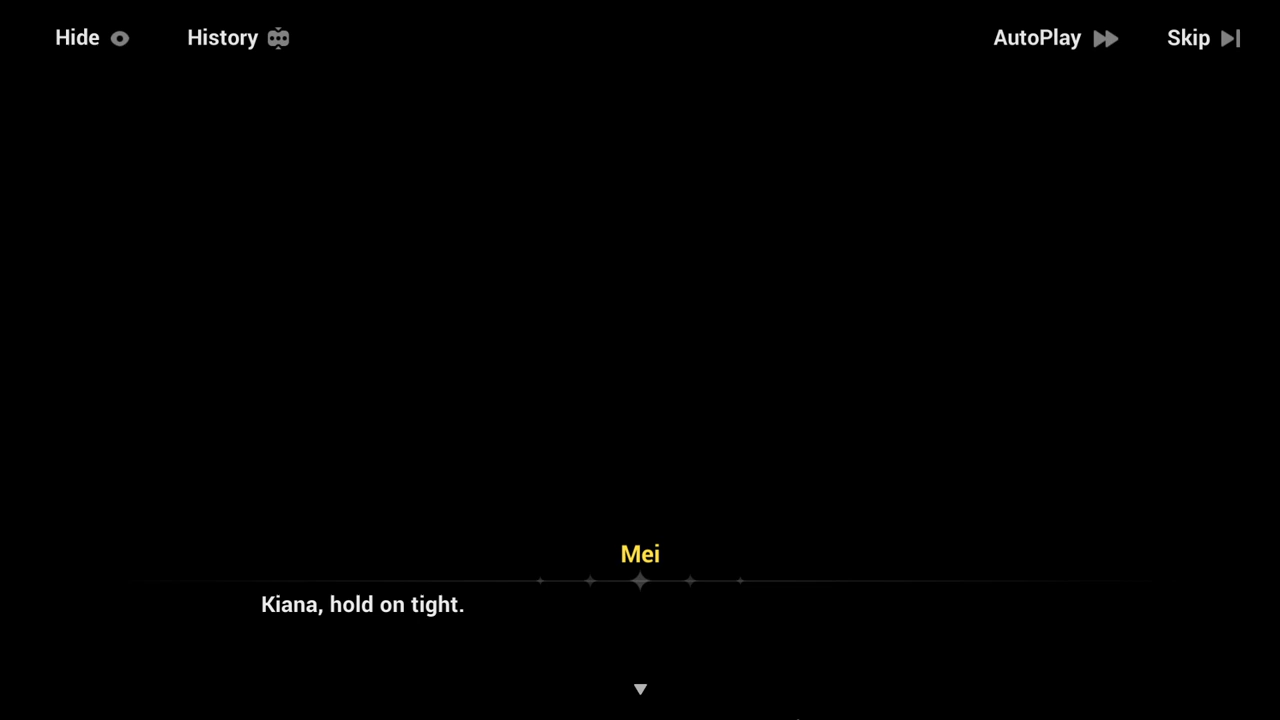 Hide
History
AutoPlay
Skip
Mei
Kiana, hold on tight.